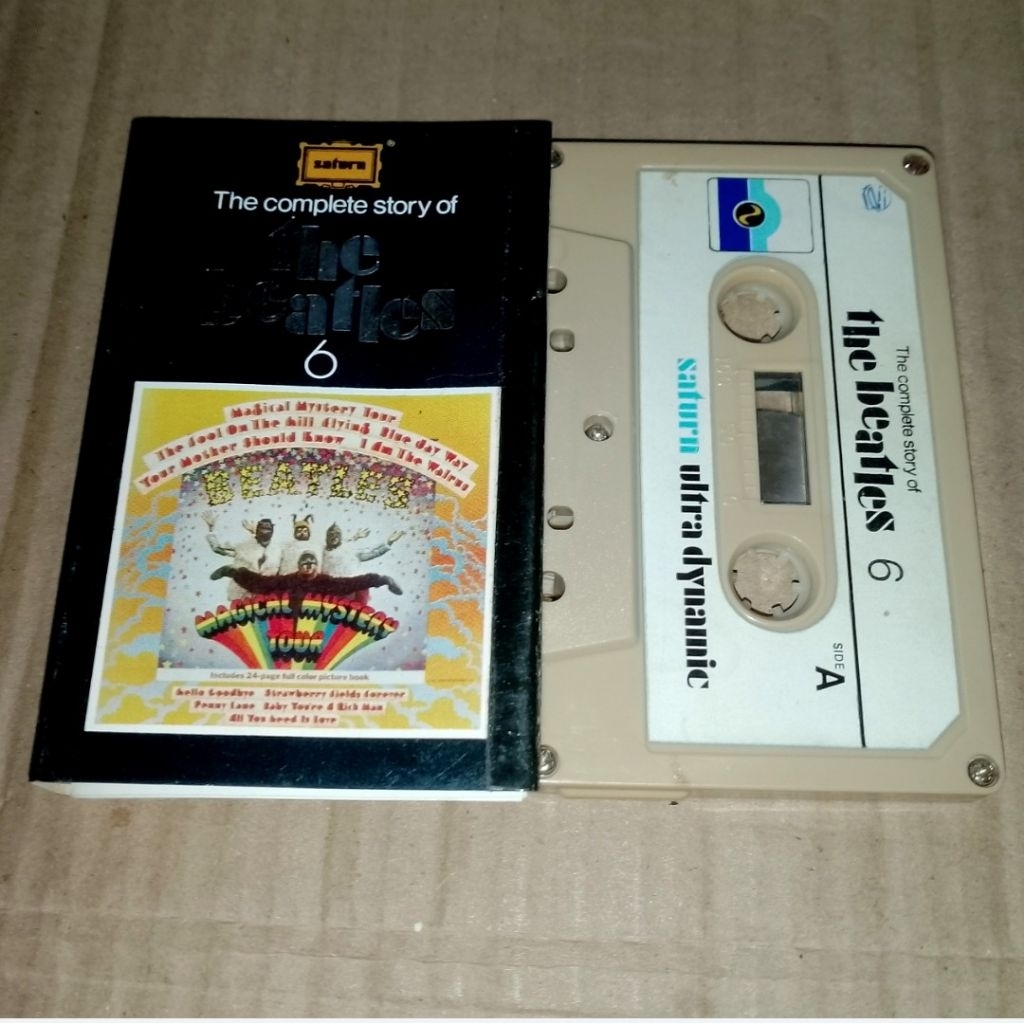 saturn
The complete story of
the
beatles
6
Magical Mystery Tour
The Fool On The Hill Flying Blue Jay Way
Your Mother Should Know I Am The Walrus
BEATLES
MAGICAL MYSTERY
TOUR
Includes 24-page full color picture book
Hello Goodbye Strawberry Fields Forever
Penny Lane Baby You're A Rich Man
All You Need Is Love
The complete story of
the beatles 6
SIDE A
saturn ultra dynamic